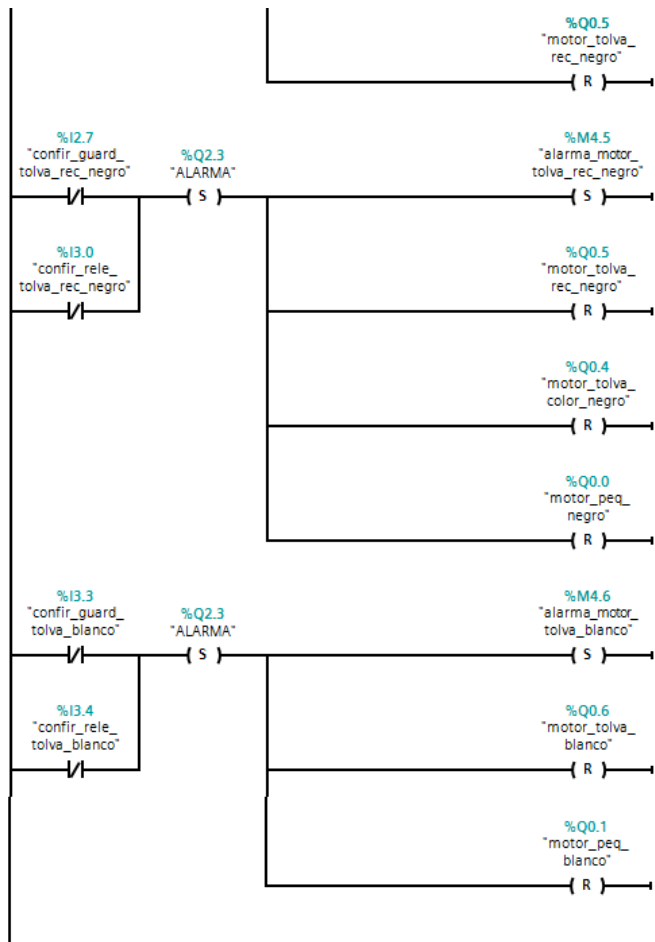 %Q0.5
"motor_tolva_
rec_negro"
( R )
%I2.7
"confir_guard_
tolva_rec_negro"
%Q2.3
"ALARMA"
( S )
%M4.5
"alarma_motor_
tolva_rec_negro"
( S )
%I3.0
"confir_rele_
tolva_rec_negro"
%Q0.5
"motor_tolva_
rec_negro"
( R )
%Q0.4
"motor_tolva_
color_negro"
( R )
%Q0.0
"motor_peq_
negro"
( R )
%I3.3
"confir_guard_
tolva_blanco"
%Q2.3
"ALARMA"
( S )
%M4.6
"alarma_motor_
tolva_blanco"
( S )
%I3.4
"confir_rele_
tolva_blanco"
%Q0.6
"motor_tolva_
blanco"
( R )
%Q0.1
"motor_peq_
blanco"
( R )